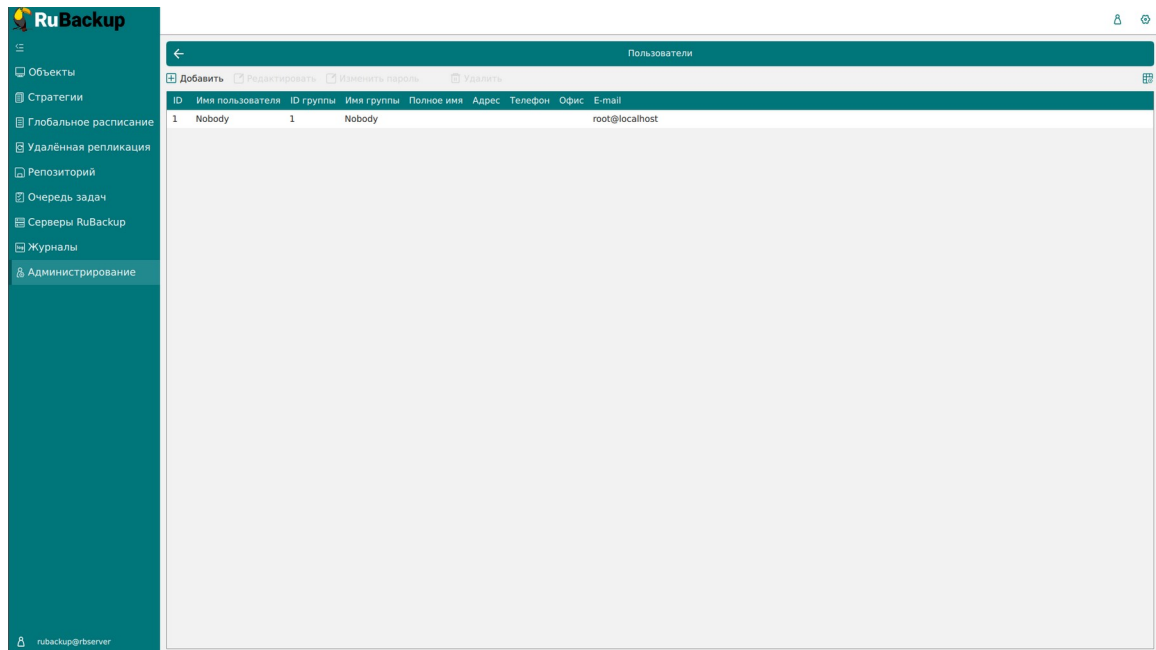 RuBackup
Пользователи
Объекты
Стратегии
Глобальное расписание
Удалённая репликация
Репозиторий
Очередь задач
Серверы RuBackup
Журналы
Администрирование
Добавить Редактировать Изменить пароль Удалить
ID Имя пользователя ID группы Имя группы Полное имя Адрес Телефон Офис E-mail
1 Nobody 1 Nobody root@localhost
rubackup@rbserver